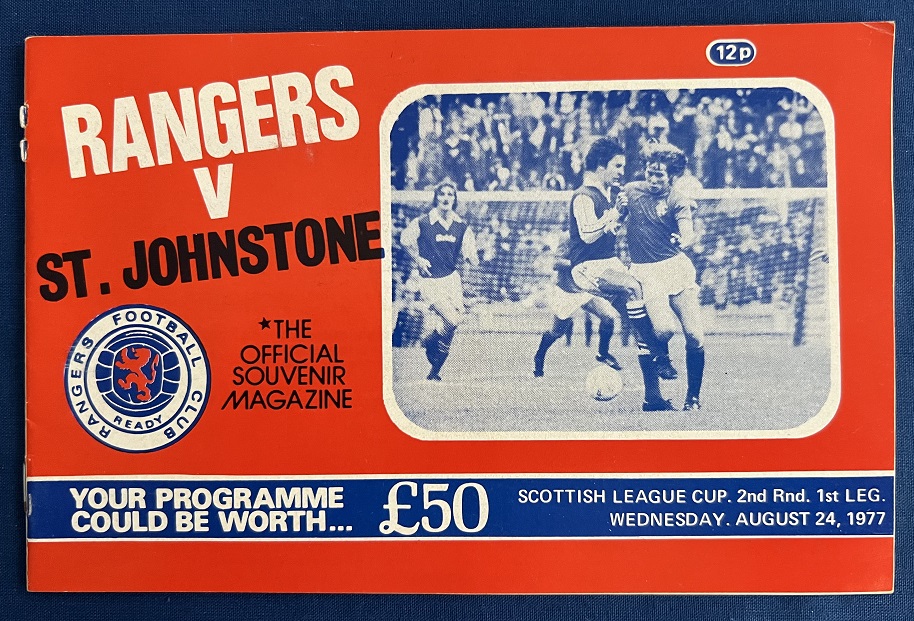 12p
RANGERS
V
ST. JOHNSTONE
RANGERS FOOTBALL CLUB
READY
★THE
OFFICIAL
SOUVENIR
MAGAZINE
YOUR PROGRAMME
COULD BE WORTH...
£50
SCOTTISH LEAGUE CUP. 2nd Rnd. 1st LEG.
WEDNESDAY. AUGUST 24, 1977